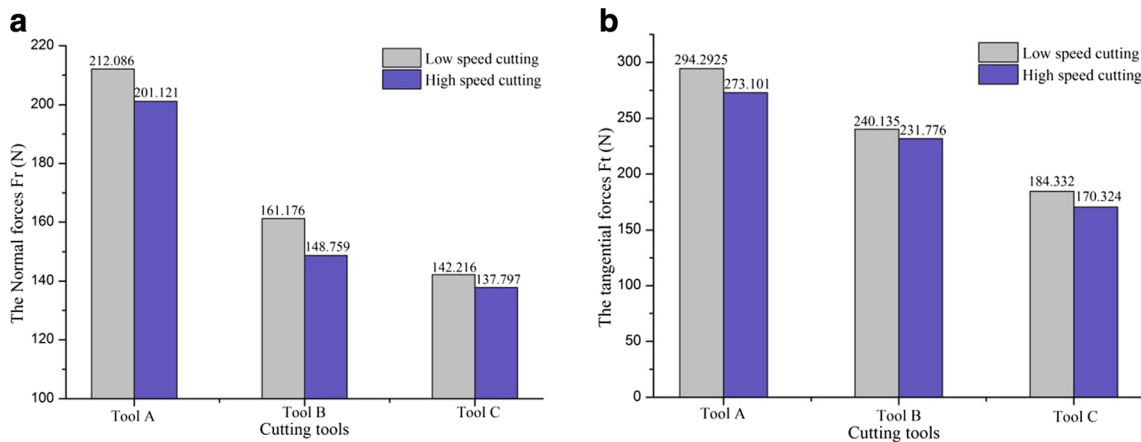 a
The Normal forces Fr (N)
220
200
180
160
140
120
100
Low speed cutting
High speed cutting
212.086
201.121
161.176
148.759
142.216
137.797
Tool A
Tool B
Tool C
Cutting tools
b
The tangential forces Ft (N)
300
250
200
150
100
50
0
Low speed cutting
High speed cutting
294.2925
273.101
240.135
231.776
184.332
170.324
Tool A
Tool B
Tool C
Cutting tools